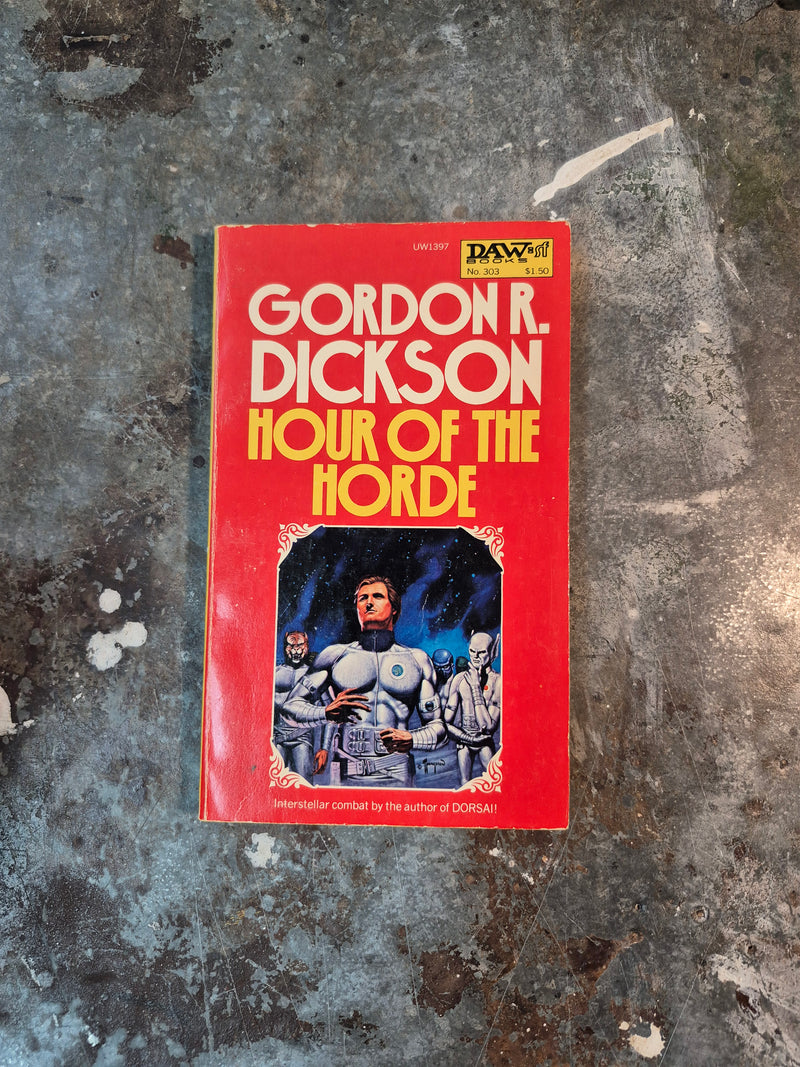 UW1397
DAW=sf
BOOKS
No. 303 $1.50
GORDON R.
DICKSON
HOUR OF THE
HORDE
Interstellar combat by the author of DORSAI!